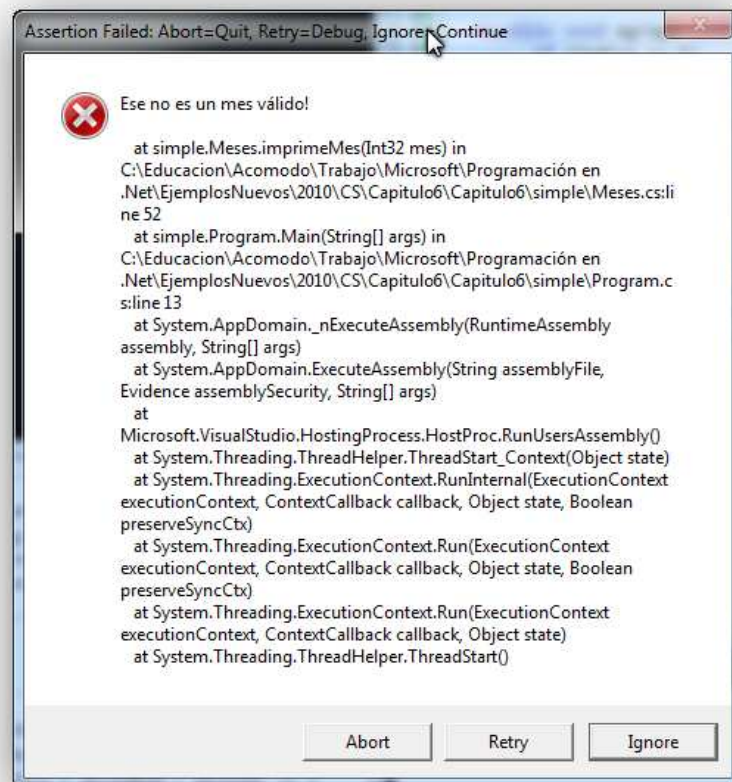 Assertion Failed: Abort=Quit, Retry=Debug, Ignore=Continue
Ese no es un mes válido!
at simple.Meses.imprimeMes(Int32 mes) in
C:\Educacion\Acomodo\Trabajo\Microsoft\Programación en
.Net\EjemplosNuevos\2010\CS\Capitulo6\Capitulo6\simple\Meses.cs:li
ne 52
at simple.Program.Main(String[] args) in
C:\Educacion\Acomodo\Trabajo\Microsoft\Programación en
.Net\EjemplosNuevos\2010\CS\Capitulo6\Capitulo6\simple\Program.c
s:line 13
at System.AppDomain._nExecuteAssembly(RuntimeAssembly
assembly, String[] args)
at System.AppDomain.ExecuteAssembly(String assemblyFile,
Evidence assemblySecurity, String[] args)
at
Microsoft.VisualStudio.HostingProcess.HostProc.RunUsersAssembly()
at System.Threading.ThreadHelper.ThreadStart_Context(Object state)
at System.Threading.ExecutionContext.RunInternal(ExecutionContext
executionContext, ContextCallback callback, Object state, Boolean
preserveSyncCtx)
at System.Threading.ExecutionContext.Run(ExecutionContext
executionContext, ContextCallback callback, Object state, Boolean
preserveSyncCtx)
at System.Threading.ExecutionContext.Run(ExecutionContext
executionContext, ContextCallback callback, Object state)
at System.Threading.ThreadHelper.ThreadStart()
Abort Retry Ignore